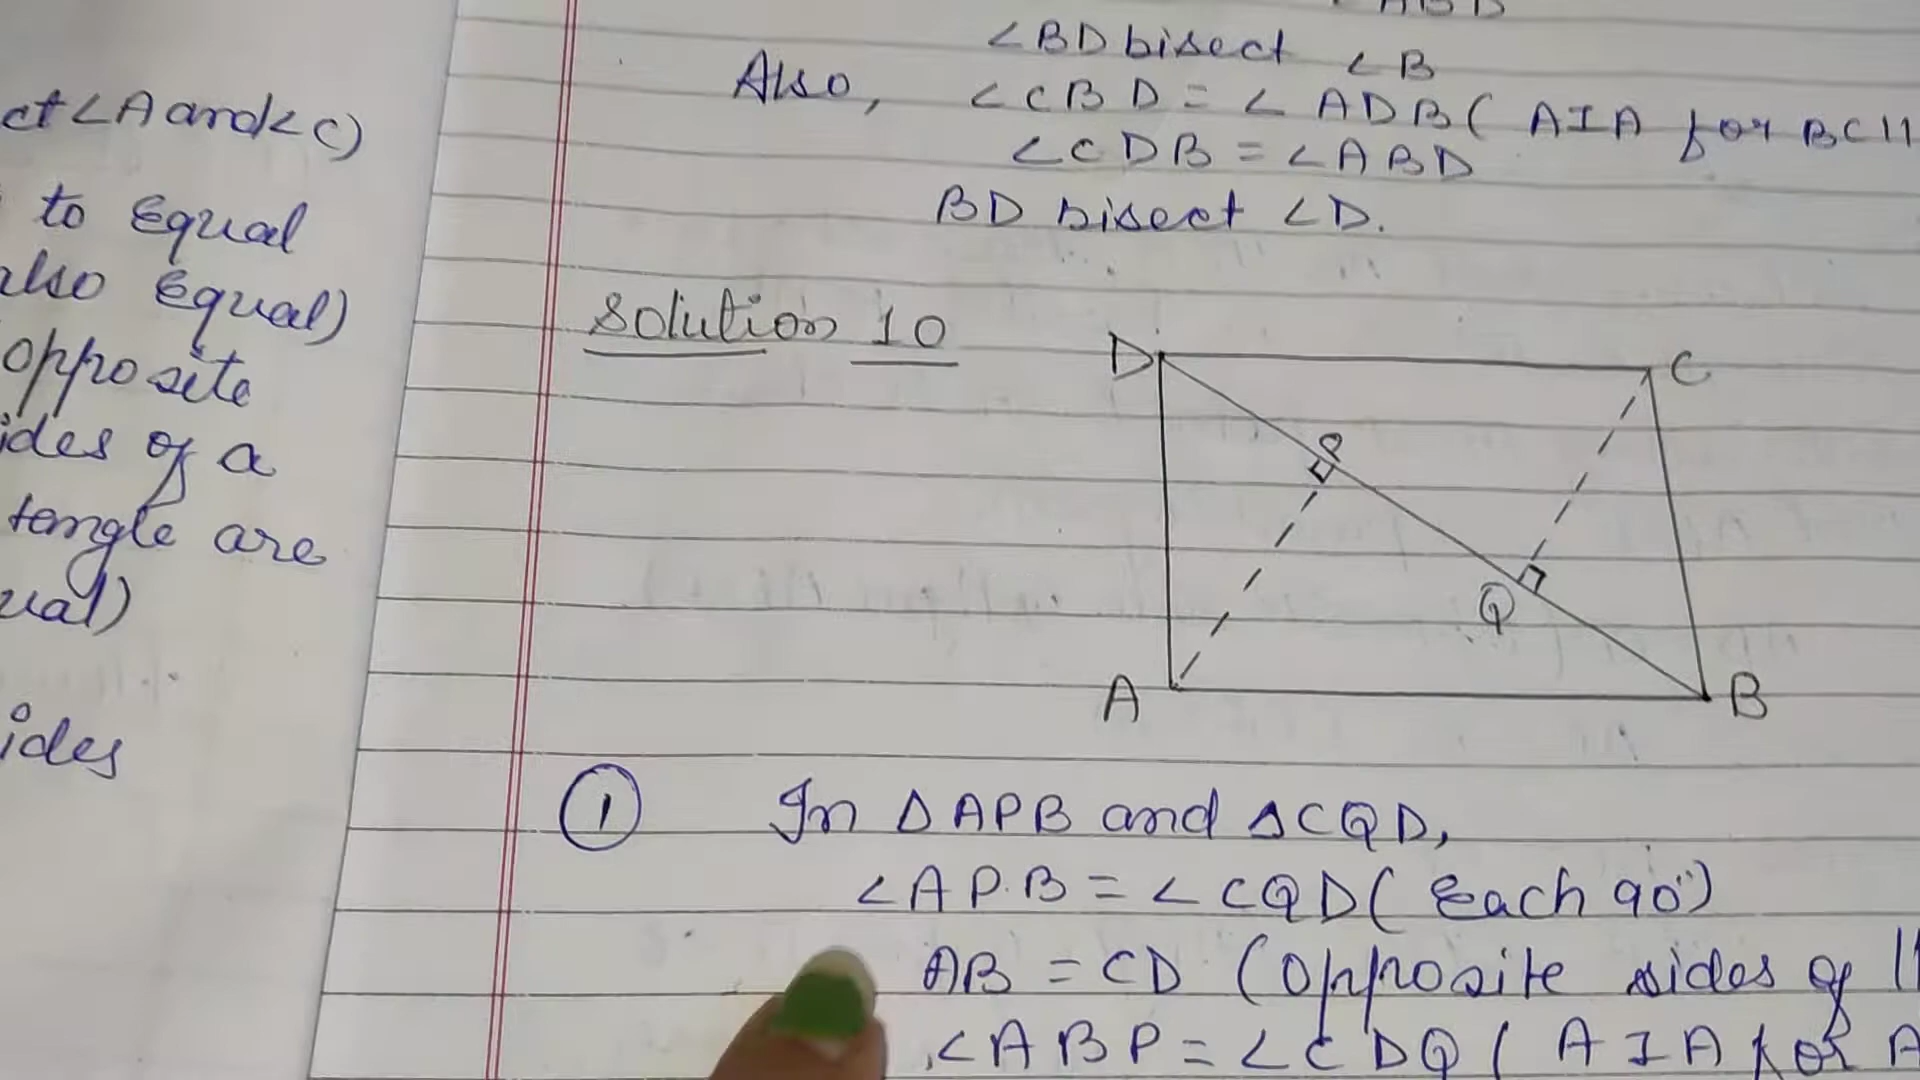 ct ∠A and ∠C)
to Equal
also Equal)
opposite
ides of a
tangle are
ual)
ides
ABD
∠BD bisect ∠B
Also, ∠CBD = ∠ADB ( AIA for BC ||
∠CDB = ∠ABD
BD bisect ∠D.
Solution 10
D
C
P
Q
A
B
① In ΔAPB and ΔCQD,
∠APB = ∠CQD ( Each 90°)
AB = CD (opposite sides of ||
∠ABP = ∠CDQ ( AIA for A